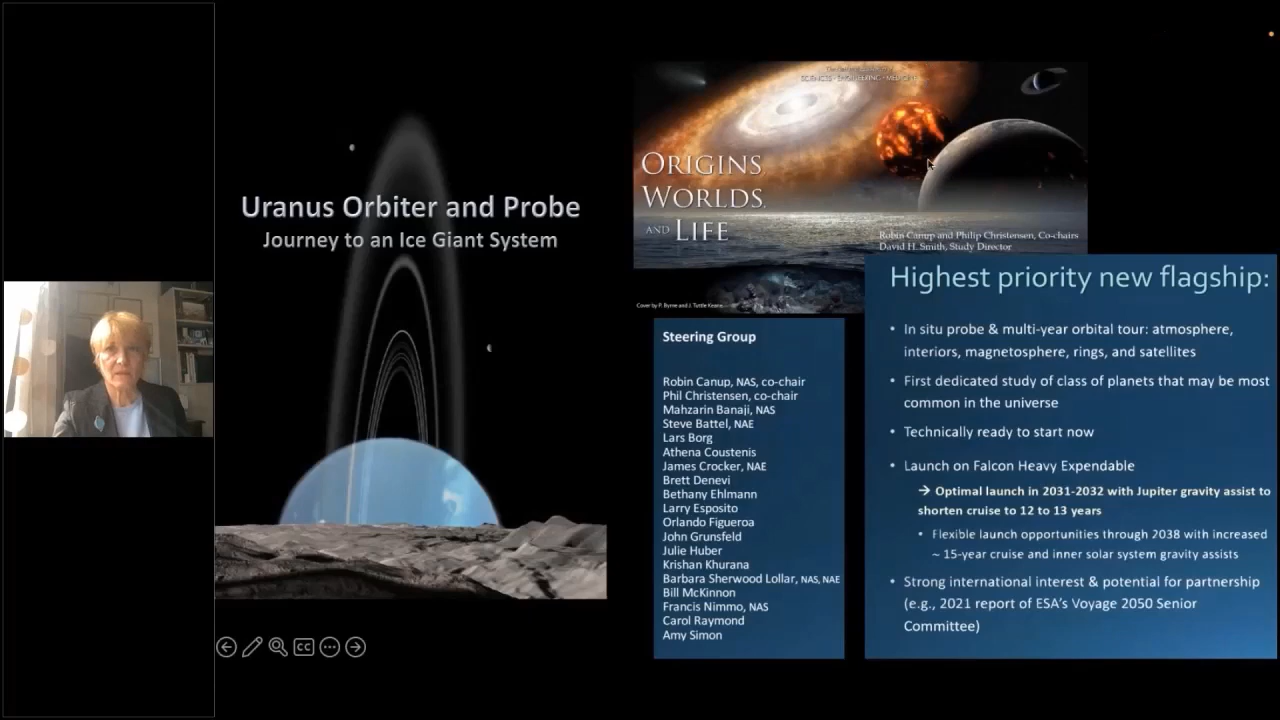 Uranus Orbiter and Probe
Journey to an Ice Giant System
SCIENCES · ENGINEERING · MEDICINE
ORIGINS,
WORLDS,
AND LIFE
Robin Canup and Philip Christensen, Co-chairs
David H. Smith, Study Director
Cover by P. Byrne and J. Tuttle Keane
Steering Group
Robin Canup, NAS, co-chair
Phil Christensen, co-chair
Mahzarin Banaji, NAS
Steve Battel, NAE
Lars Borg
Athena Coustenis
James Crocker, NAE
Brett Denevi
Bethany Ehlmann
Larry Esposito
Orlando Figueroa
John Grunsfeld
Julie Huber
Krishan Khurana
Barbara Sherwood Lollar, NAS, NAE
Bill McKinnon
Francis Nimmo, NAS
Carol Raymond
Amy Simon
Highest priority new flagship:
• In situ probe & multi-year orbital tour: atmosphere,
interiors, magnetosphere, rings, and satellites
• First dedicated study of class of planets that may be most
common in the universe
• Technically ready to start now
• Launch on Falcon Heavy Expendable
→ Optimal launch in 2031-2032 with Jupiter gravity assist to
shorten cruise to 12 to 13 years
• Flexible launch opportunities through 2038 with increased
~ 15-year cruise and inner solar system gravity assists
• Strong international interest & potential for partnership
(e.g., 2021 report of ESA's Voyage 2050 Senior
Committee)
CC